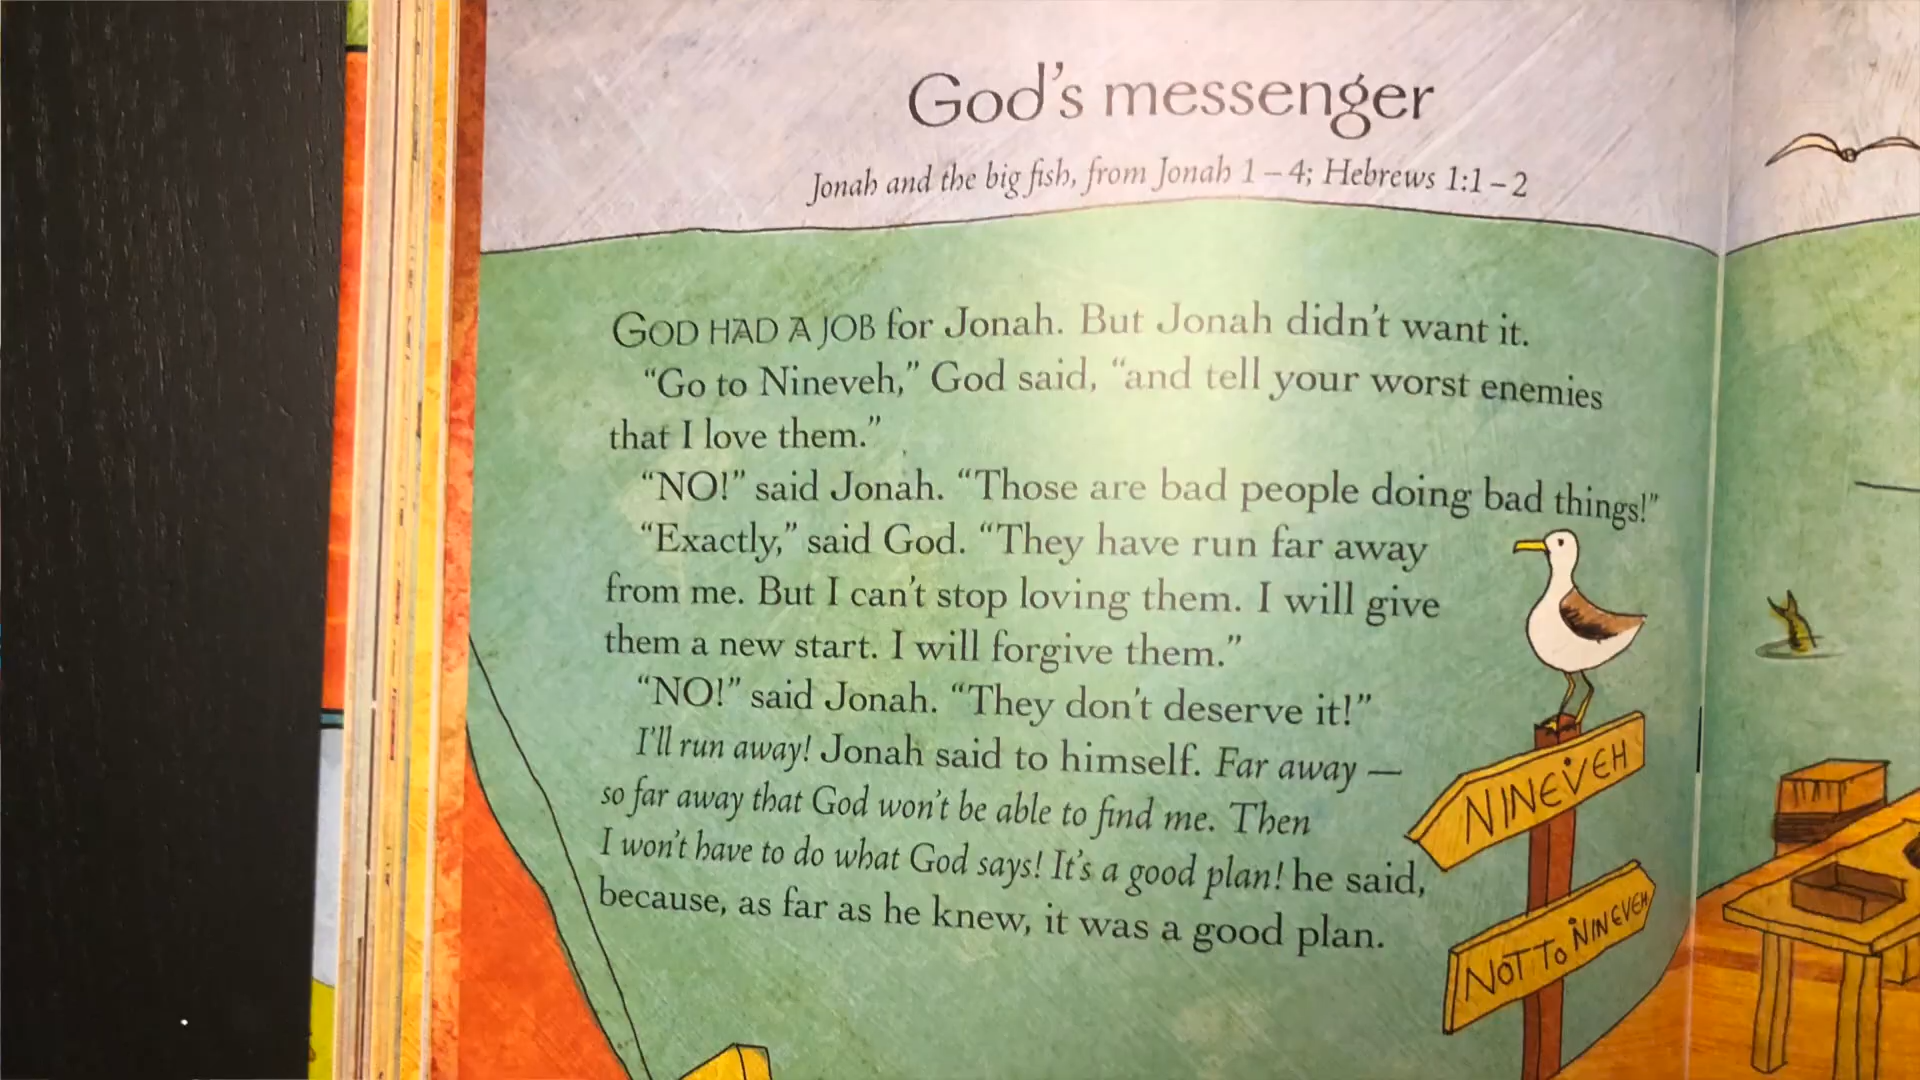 God's messenger
Jonah and the big fish, from Jonah 1 – 4; Hebrews 1:1 – 2
GOD HAD A JOB for Jonah. But Jonah didn't want it.
“Go to Nineveh,” God said, “and tell your worst enemies
that I love them.”
“NO!” said Jonah. “Those are bad people doing bad things!”
“Exactly,” said God. “They have run far away
from me. But I can't stop loving them. I will give
them a new start. I will forgive them.”
“NO!” said Jonah. “They don't deserve it!”
I'll run away! Jonah said to himself. Far away —
so far away that God won't be able to find me. Then
I won't have to do what God says! It's a good plan! he said,
because, as far as he knew, it was a good plan.
NINEVEH
NOT TO NINEVEH